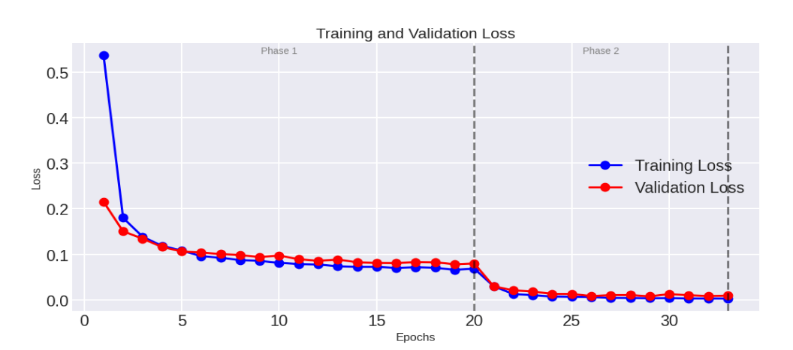 Training and Validation Loss
Phase 1
Phase 2
0.5
0.4
0.3
0.2
0.1
0.0
Loss
Training Loss
Validation Loss
0 5 10 15 20 25 30
Epochs